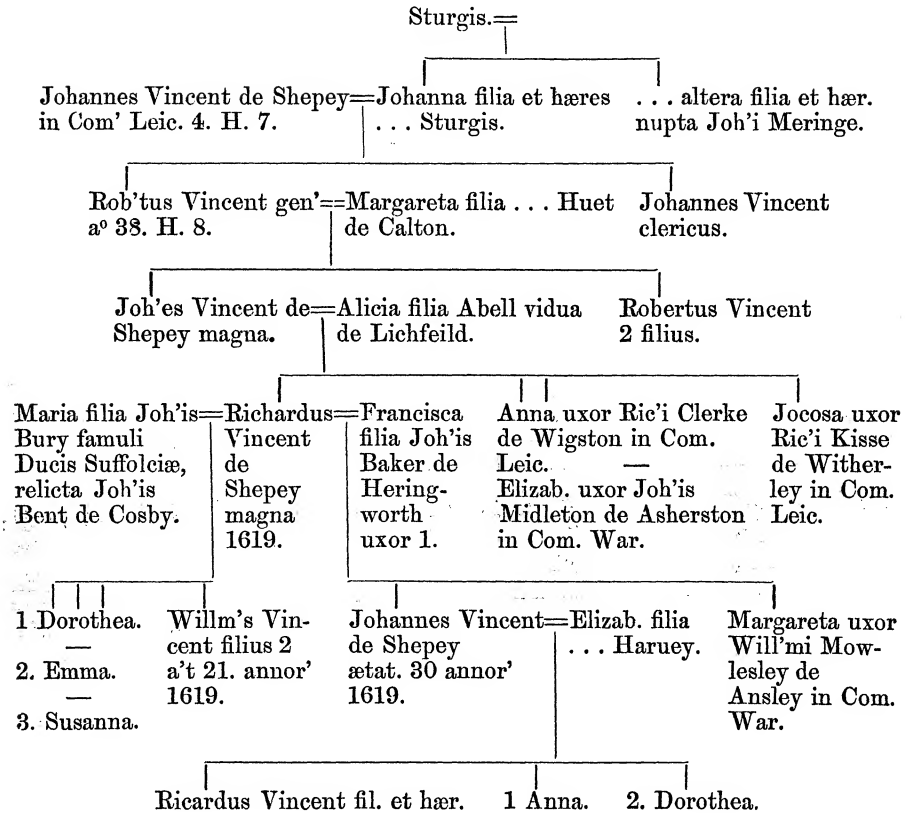 Sturgis.=
Johannes Vincent de Shepey=Johanna filia et hæres . . . altera filia et hær.
in Com' Leic. 4. H. 7. . . . Sturgis. nupta Joh'i Meringe.
Rob'tus Vincent gen'=Margareta filia . . . Huet Johannes Vincent
aº 38. H. 8. de Calton. clericus.
Joh'es Vincent de=Alicia filia Abell vidua Robertus Vincent
Shepey magna. de Lichfeild. 2 filius.
Maria filia Joh'is=Richardus=Francisca Anna uxor Ric'i Clerke Jocosa uxor
Bury famuli Vincent filia Joh'is de Wigston in Com. Ric'i Kisse
Ducis Suffolciæ, de Baker de Leic. — de Wither-
relicta Joh'is Shepey Hering- Elizab. uxor Joh'is ley in Com.
Bent de Cosby. magna worth Midleton de Asherston Leic.
1619. uxor 1. in Com. War.
1 Dorothea. Willm's Vin- Johannes Vincent=Elizab. filia Margareta uxor
— cent filius 2 de Shepey . . . Haruey. Will'mi Mow-
2. Emma. a't 21. annor' ætat. 30 annor' lesley de
— 1619. 1619. Ansley in Com.
3. Susanna. War.
Ricardus Vincent fil. et hær. 1 Anna. 2. Dorothea.